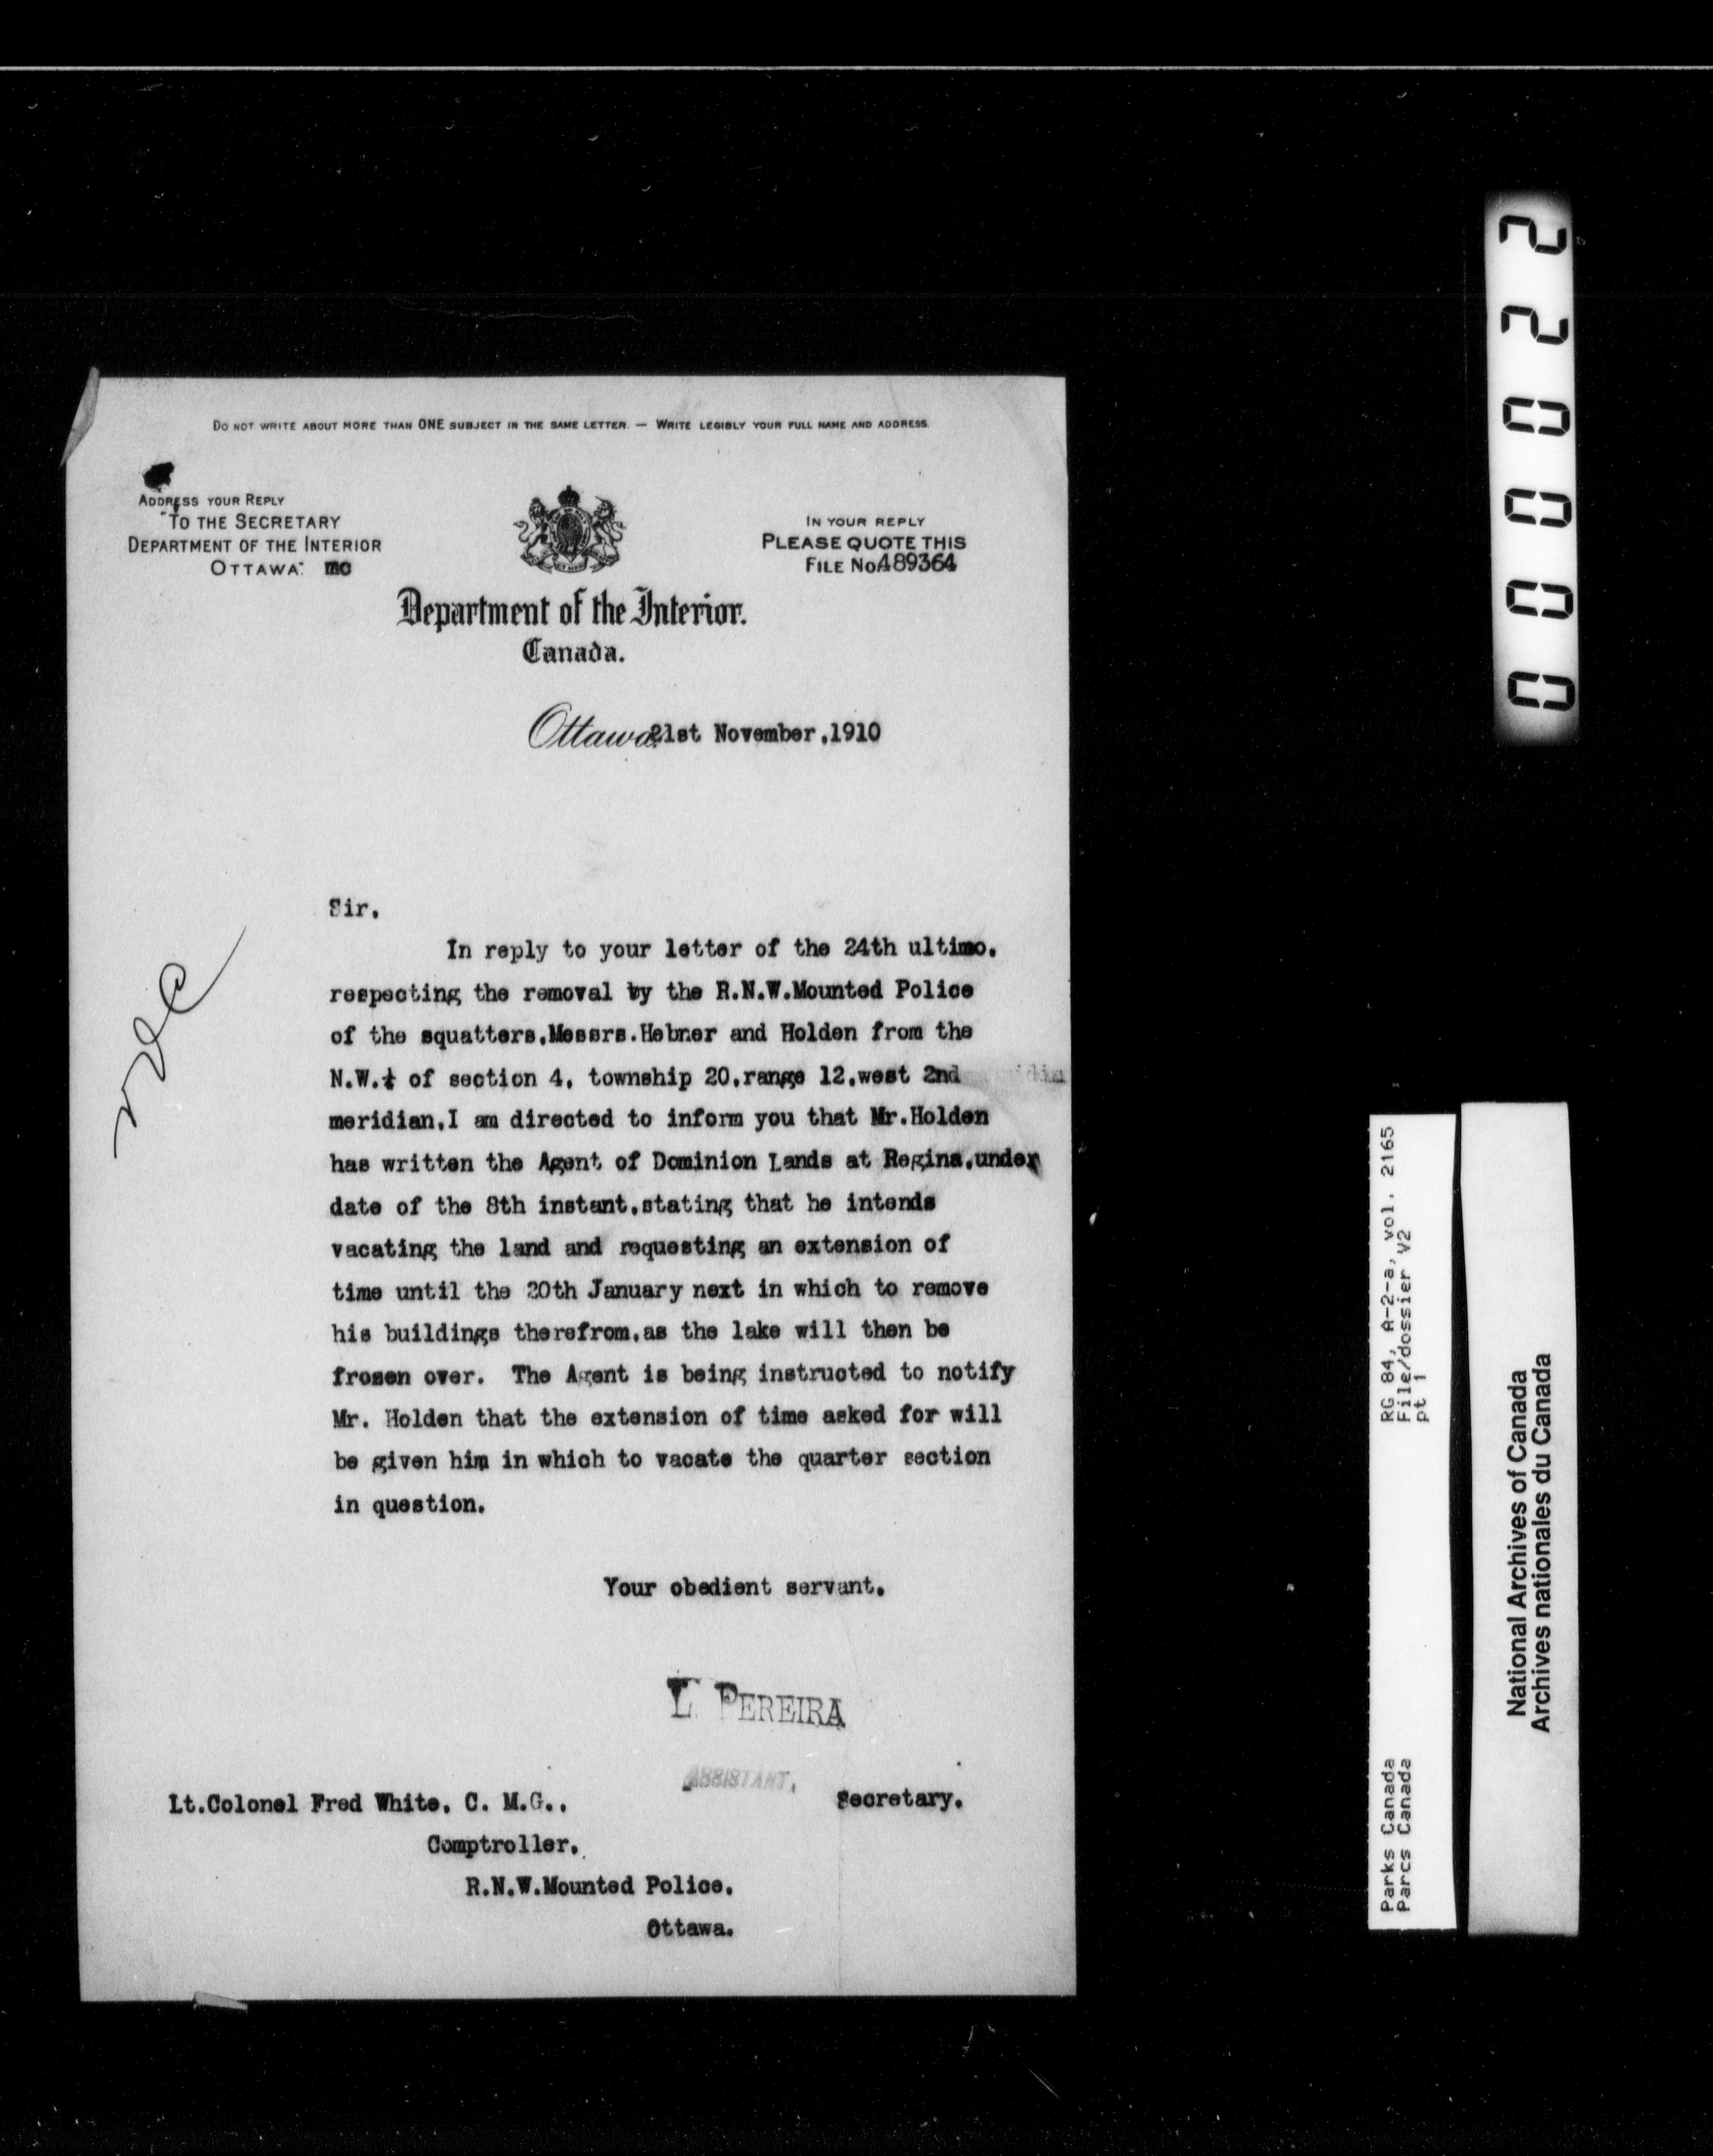 DO NOT WRITE ABOUT MORE THAN ONE SUBJECT IN THE SAME LETTER. — WRITE LEGIBLY YOUR FULL NAME AND ADDRESS.
ADDRESS YOUR REPLY
"TO THE SECRETARY
DEPARTMENT OF THE INTERIOR
OTTAWA." MC
IN YOUR REPLY
PLEASE QUOTE THIS
FILE No 489364
Department of the Interior.
Canada.
Ottawa, 21st November,1910
Sir,
In reply to your letter of the 24th ultimo,
respecting the removal by the R.N.W.Mounted Police
of the squatters,Messrs.Hebner and Holden from the
N.W.¼ of section 4, township 20,range 12,west 2nd
meridian,I am directed to inform you that Mr.Holden
has written the Agent of Dominion Lands at Regina,under
date of the 8th instant,stating that he intends
vacating the land and requesting an extension of
time until the 20th January next in which to remove
his buildings therefrom,as the lake will then be
frozen over. The Agent is being instructed to notify
Mr. Holden that the extension of time asked for will
be given him in which to vacate the quarter section
in question.
Your obedient servant,
L. PEREIRA
ASSISTANT,
Secretary.
Lt.Colonel Fred White, C. M.G.,
Comptroller,
R.N.W.Mounted Police,
Ottawa.
000022
RG 84, A-2-a, vol. 2165
File/dossier V2
pt 1
Parks Canada
Parcs Canada
National Archives of Canada
Archives nationales du Canada